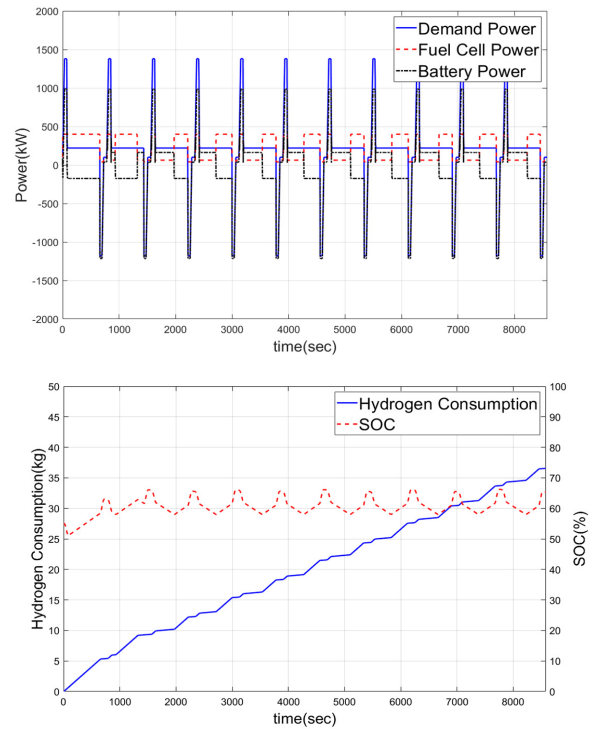 2000
1500
1000
500
0
-500
-1000
-1500
-2000
Power(kW)
Demand Power
Fuel Cell Power
Battery Power
0 1000 2000 3000 4000 5000 6000 7000 8000
time(sec)
50
45
40
35
30
25
20
15
10
5
0
Hydrogen Consumption(kg)
Hydrogen Consumption
SOC
100
90
80
70
60
50
40
30
20
10
0
SOC(%)
0 1000 2000 3000 4000 5000 6000 7000 8000
time(sec)